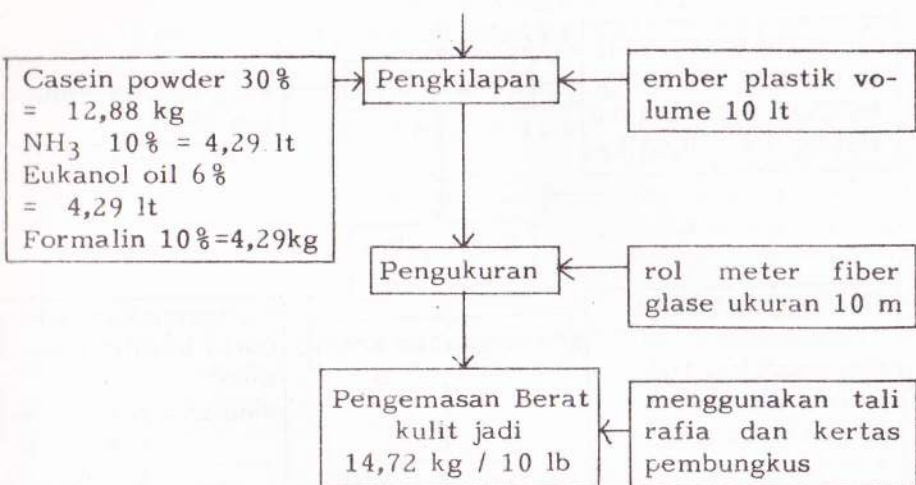 Casein powder 30%
= 12,88 kg
NH3 10% = 4,29 lt
Eukanol oil 6%
= 4,29 lt
Formalin 10%=4,29kg
Pengkilapan
ember plastik vo-
lume 10 lt
Pengukuran
rol meter fiber
glase ukuran 10 m
Pengemasan Berat
kulit jadi
14,72 kg / 10 lb
menggunakan tali
rafia dan kertas
pembungkus